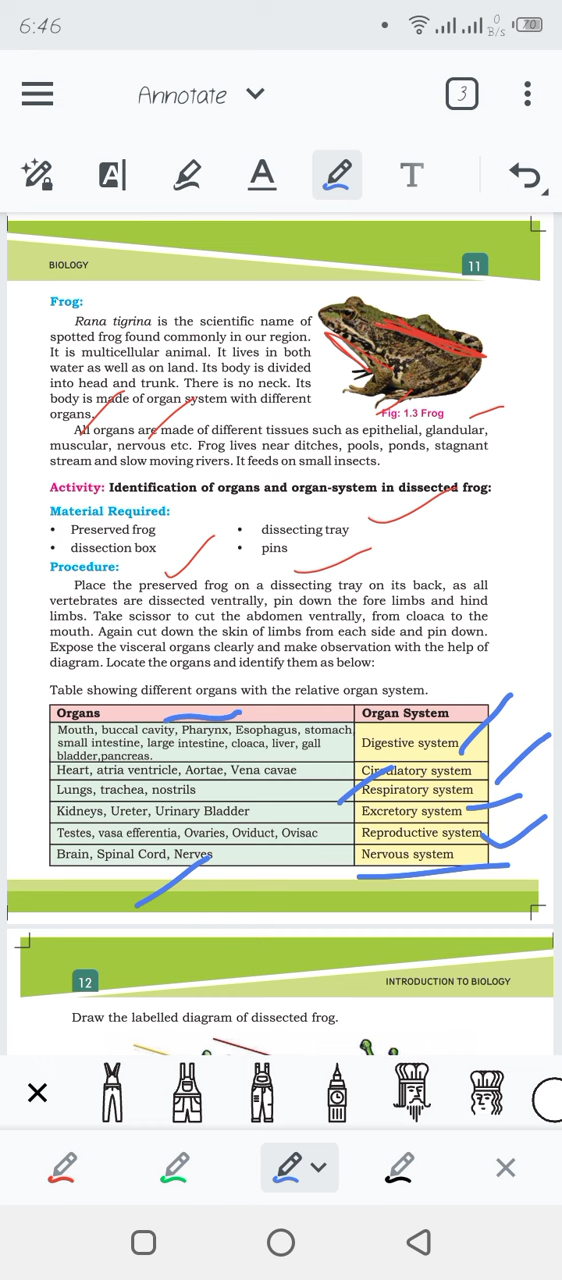 6:46
0
B/s
70
Annotate
3
A
A
T
BIOLOGY
11
Frog:
Rana tigrina is the scientific name of
spotted frog found commonly in our region.
It is multicellular animal. It lives in both
water as well as on land. Its body is divided
into head and trunk. There is no neck. Its
body is made of organ system with different
organs.
Fig: 1.3 Frog
All organs are made of different tissues such as epithelial, glandular,
muscular, nervous etc. Frog lives near ditches, pools, ponds, stagnant
stream and slow moving rivers. It feeds on small insects.
Activity: Identification of organs and organ-system in dissected frog:
Material Required:
• Preserved frog • dissecting tray
• dissection box • pins
Procedure:
Place the preserved frog on a dissecting tray on its back, as all
vertebrates are dissected ventrally, pin down the fore limbs and hind
limbs. Take scissor to cut the abdomen ventrally, from cloaca to the
mouth. Again cut down the skin of limbs from each side and pin down.
Expose the visceral organs clearly and make observation with the help of
diagram. Locate the organs and identify them as below:
Table showing different organs with the relative organ system.
Organs Organ System
Mouth, buccal cavity, Pharynx, Esophagus, stomach,
small intestine, large intestine, cloaca, liver, gall
bladder,pancreas.
Digestive system
Heart, atria ventricle, Aortae, Vena cavae Circulatory system
Lungs, trachea, nostrils Respiratory system
Kidneys, Ureter, Urinary Bladder Excretory system
Testes, vasa efferentia, Ovaries, Oviduct, Ovisac Reproductive system
Brain, Spinal Cord, Nerves Nervous system
12
INTRODUCTION TO BIOLOGY
Draw the labelled diagram of dissected frog.